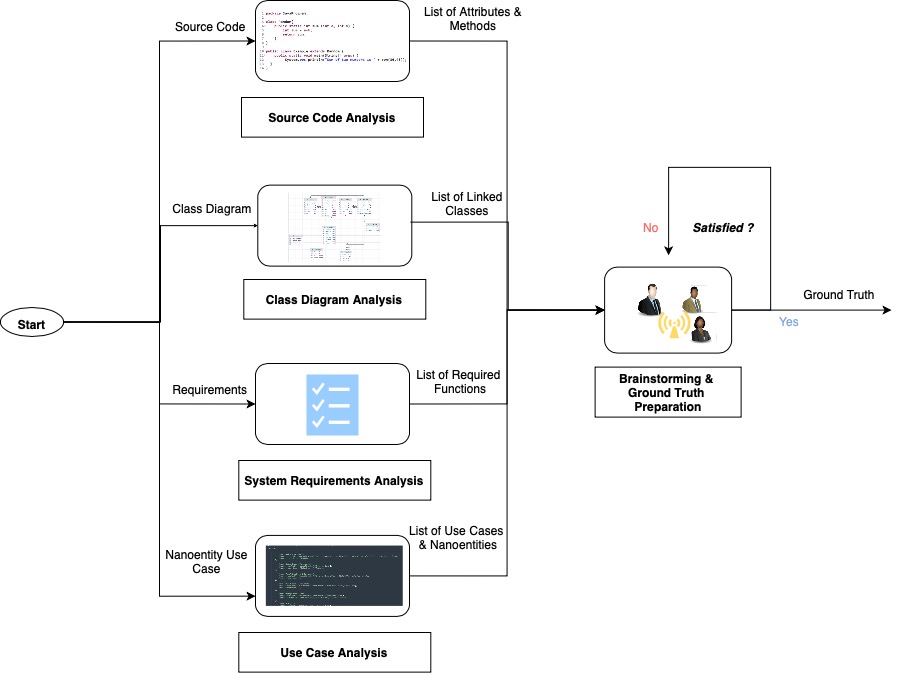 Source Code
List of Attributes &
Methods
Source Code Analysis
Class Diagram
List of Linked
Classes
Class Diagram Analysis
Start
Requirements
List of Required
Functions
System Requirements Analysis
Nanoentity Use
Case
List of Use Cases
& Nanoentities
Use Case Analysis
No
Satisfied ?
Ground Truth
Yes
Brainstorming &
Ground Truth
Preparation